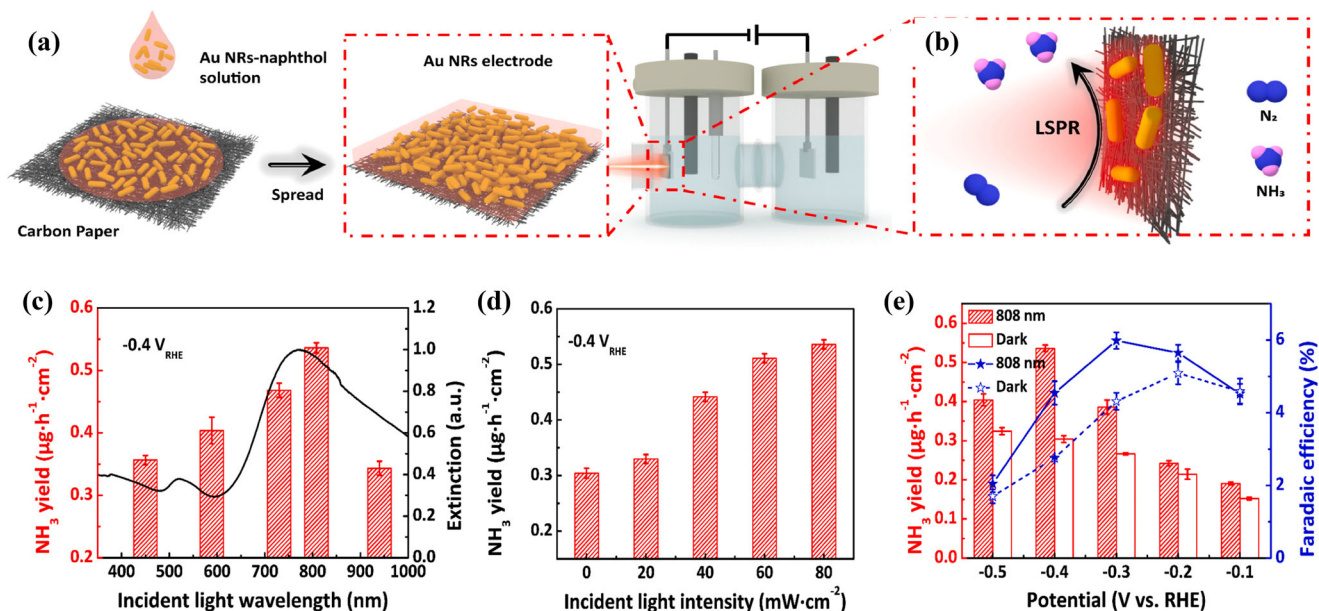 (a)
Au NRs-naphthol
solution
Carbon Paper
Spread
Au NRs electrode
(b)
LSPR
N₂
NH₃
(c)
-0.4 V_RHE
NH₃ yield (μg·h⁻¹·cm⁻²)
0.6
0.5
0.4
0.3
0.2
1.2
1.0
0.8
0.6
0.4
0.2
0.0
Extinction (a.u.)
400 500 600 700 800 900 1000
Incident light wavelength (nm)
(d)
-0.4 V_RHE
NH₃ yield (μg·h⁻¹·cm⁻²)
0.6
0.5
0.4
0.3
0.2
0 20 40 60 80
Incident light intensity (mW·cm⁻²)
(e)
808 nm
Dark
808 nm
Dark
NH₃ yield (μg·h⁻¹·cm⁻²)
0.6
0.5
0.4
0.3
0.2
0.1
0.0
6
4
2
0
Faradaic efficiency (%)
-0.5 -0.4 -0.3 -0.2 -0.1
Potential (V vs. RHE)